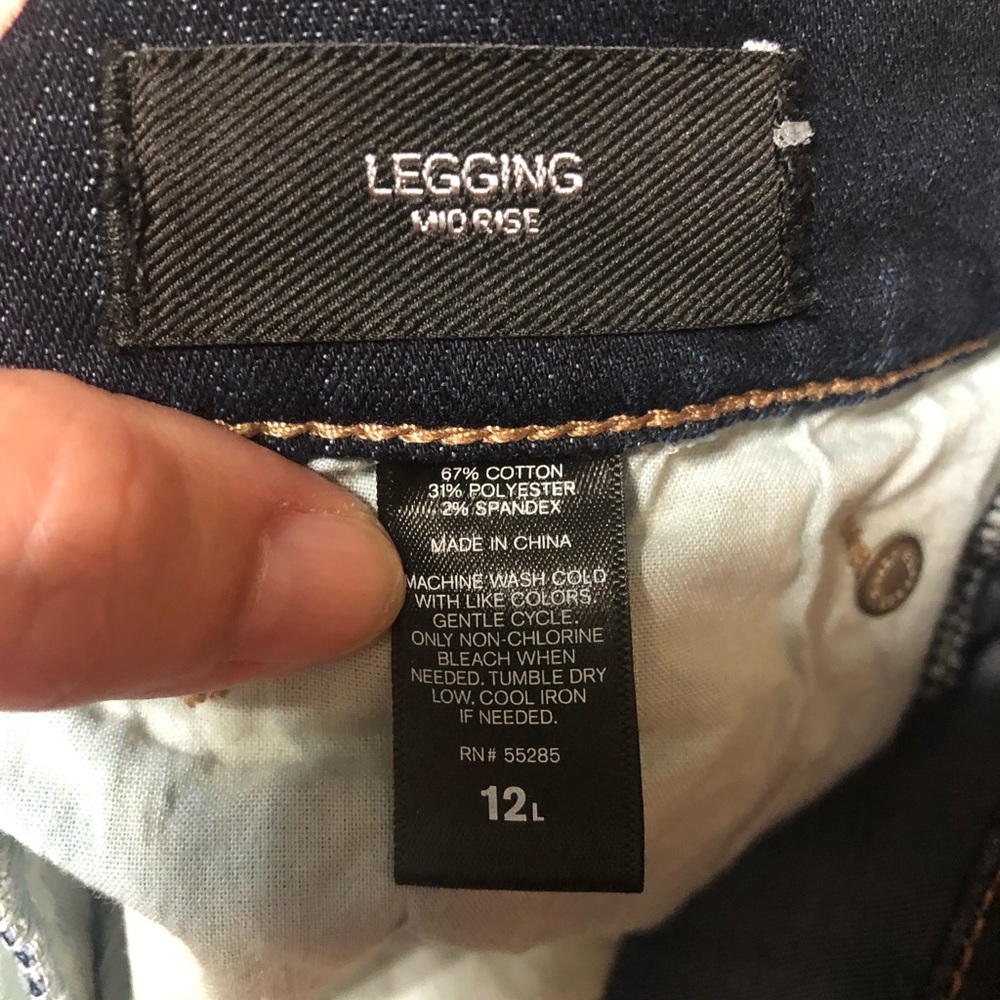 LEGGING
MID RISE
67% COTTON
31% POLYESTER
2% SPANDEX
MADE IN CHINA
MACHINE WASH COLD
WITH LIKE COLORS
GENTLE CYCLE.
ONLY NON-CHLORINE
BLEACH WHEN
NEEDED. TUMBLE DRY
LOW. COOL IRON
IF NEEDED.
RN# 55285
12L